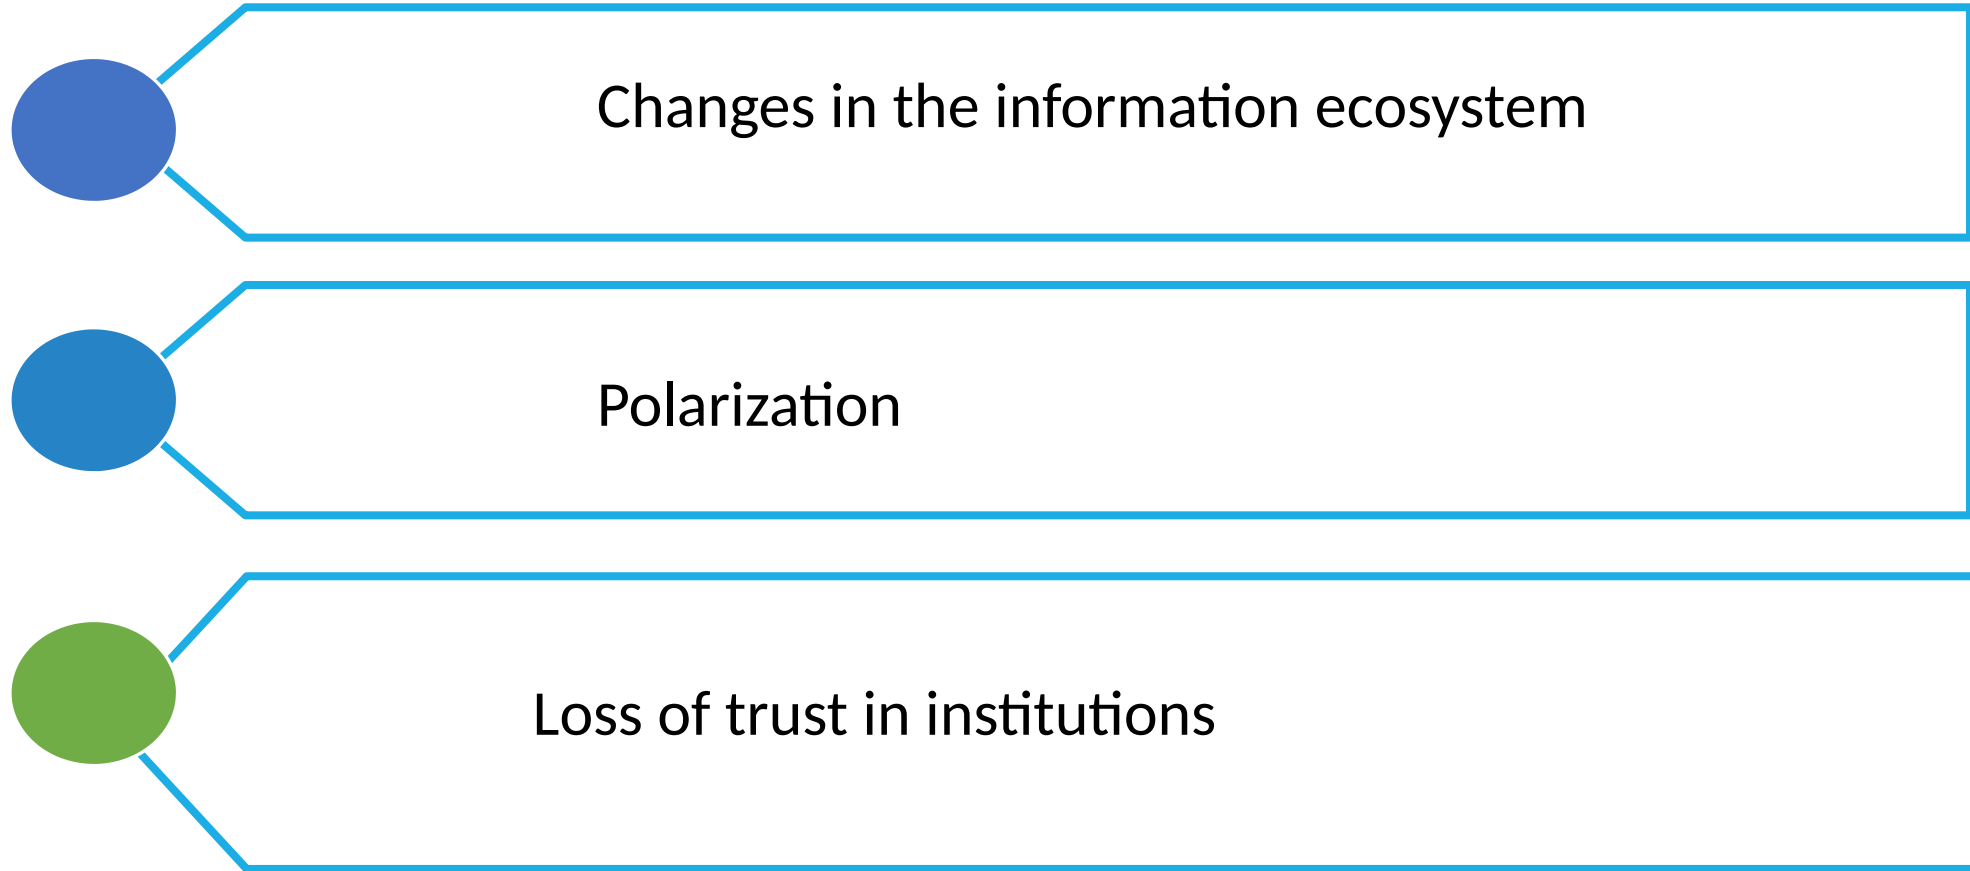 Changes in the information ecosystem
Polarization
Loss of trust in institutions